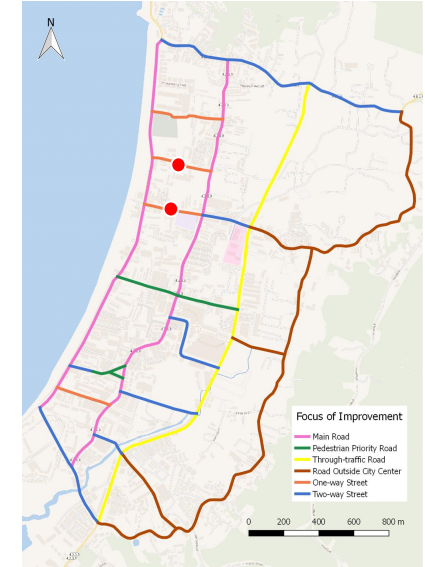 N
Focus of Improvement
Main Road
Pedestrian Priority Road
Through-traffic Road
Road Outside City Center
One-way Street
Two-way Street
0 200 400 600 800 m